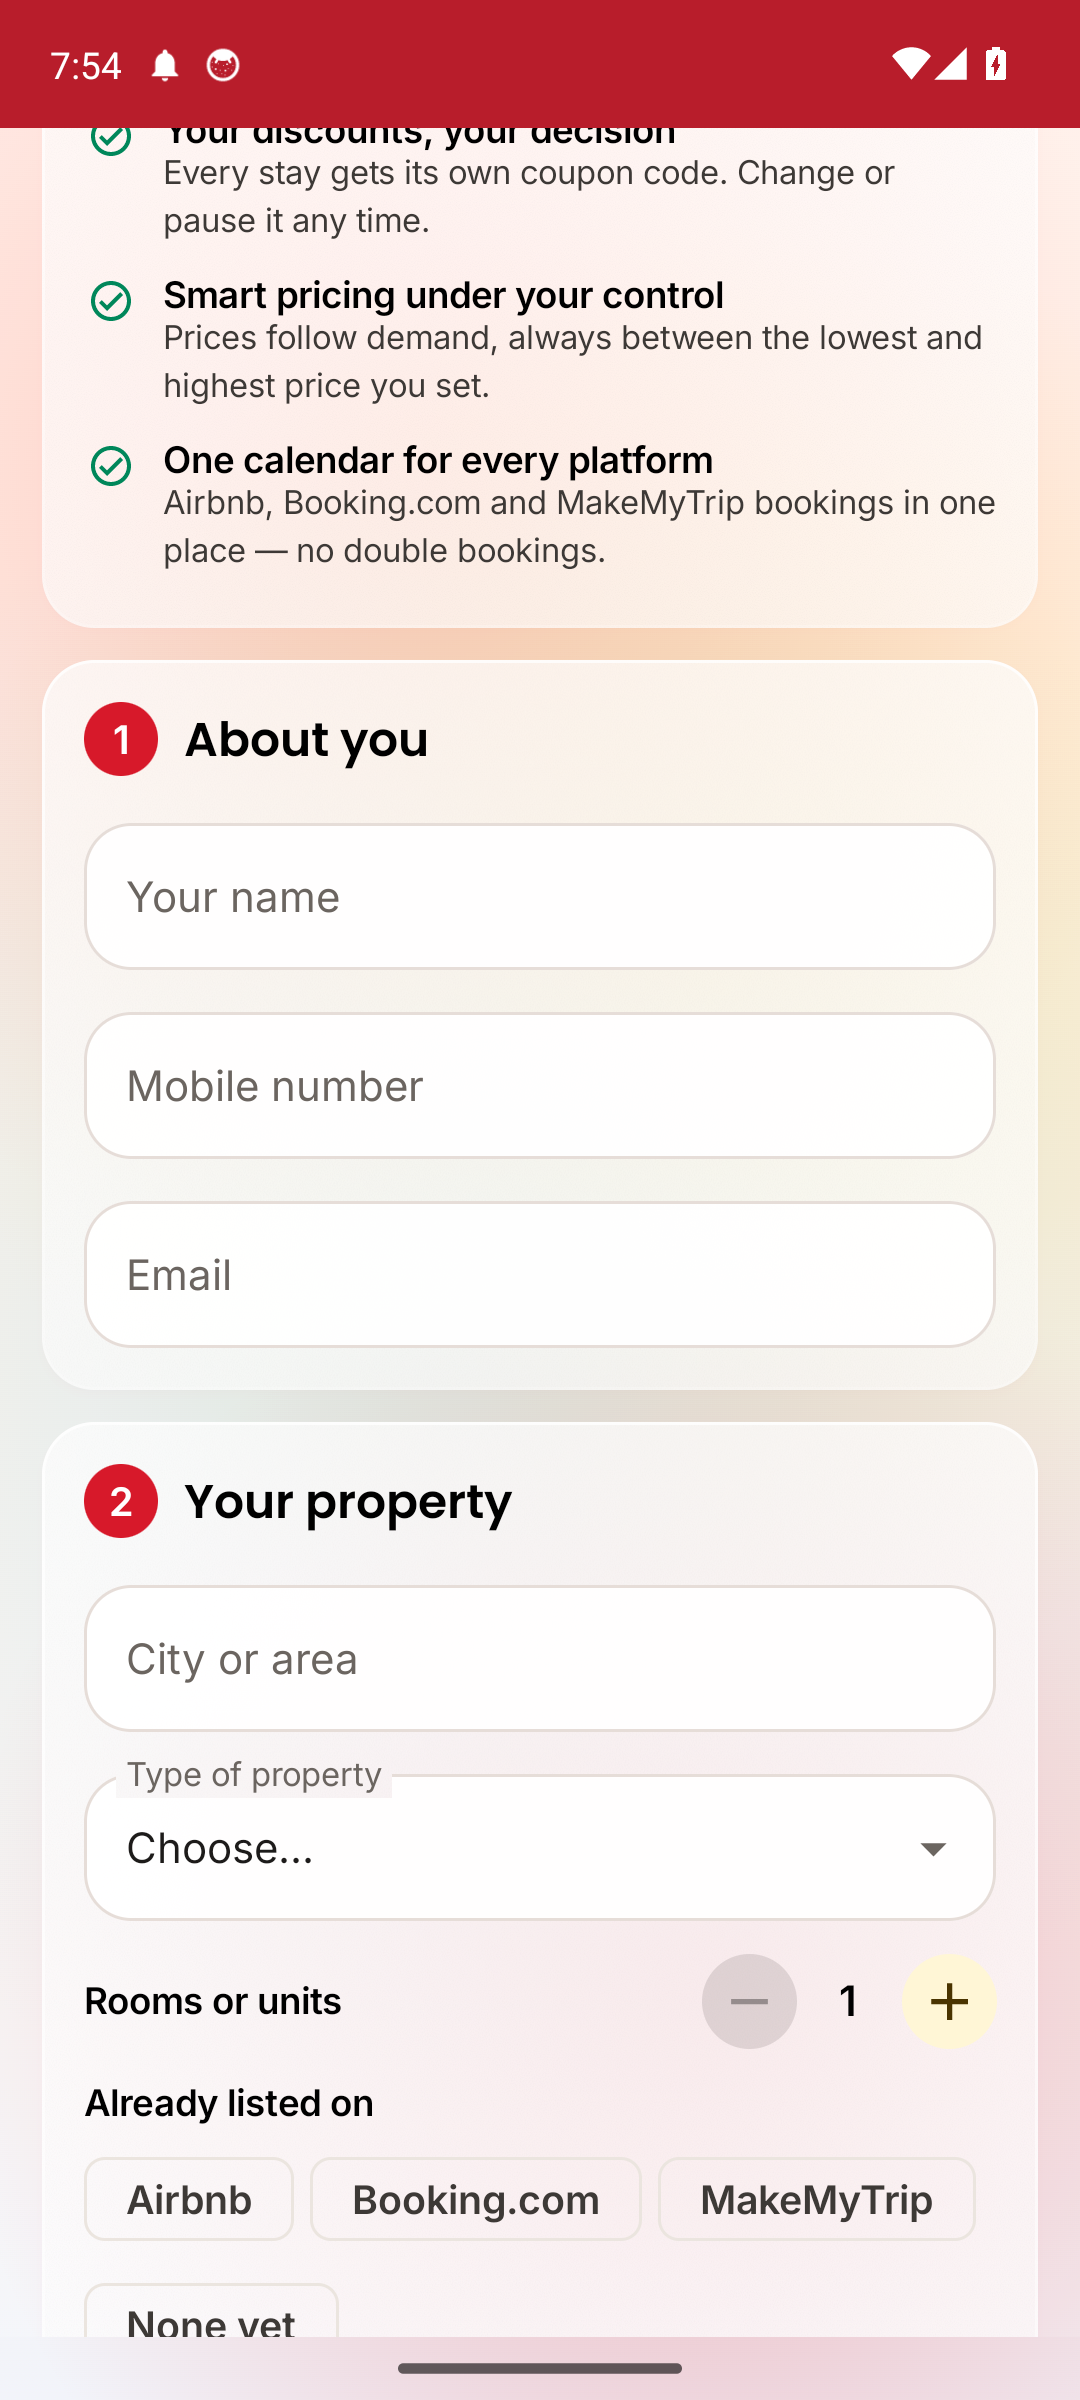 7:54
Your discounts, your decision
Every stay gets its own coupon code. Change or
pause it any time.
Smart pricing under your control
Prices follow demand, always between the lowest and
highest price you set.
One calendar for every platform
Airbnb, Booking.com and MakeMyTrip bookings in one
place — no double bookings.
1 About you
Your name
Mobile number
Email
2 Your property
City or area
Type of property
Choose...
Rooms or units 1
Already listed on
Airbnb Booking.com MakeMyTrip
None yet